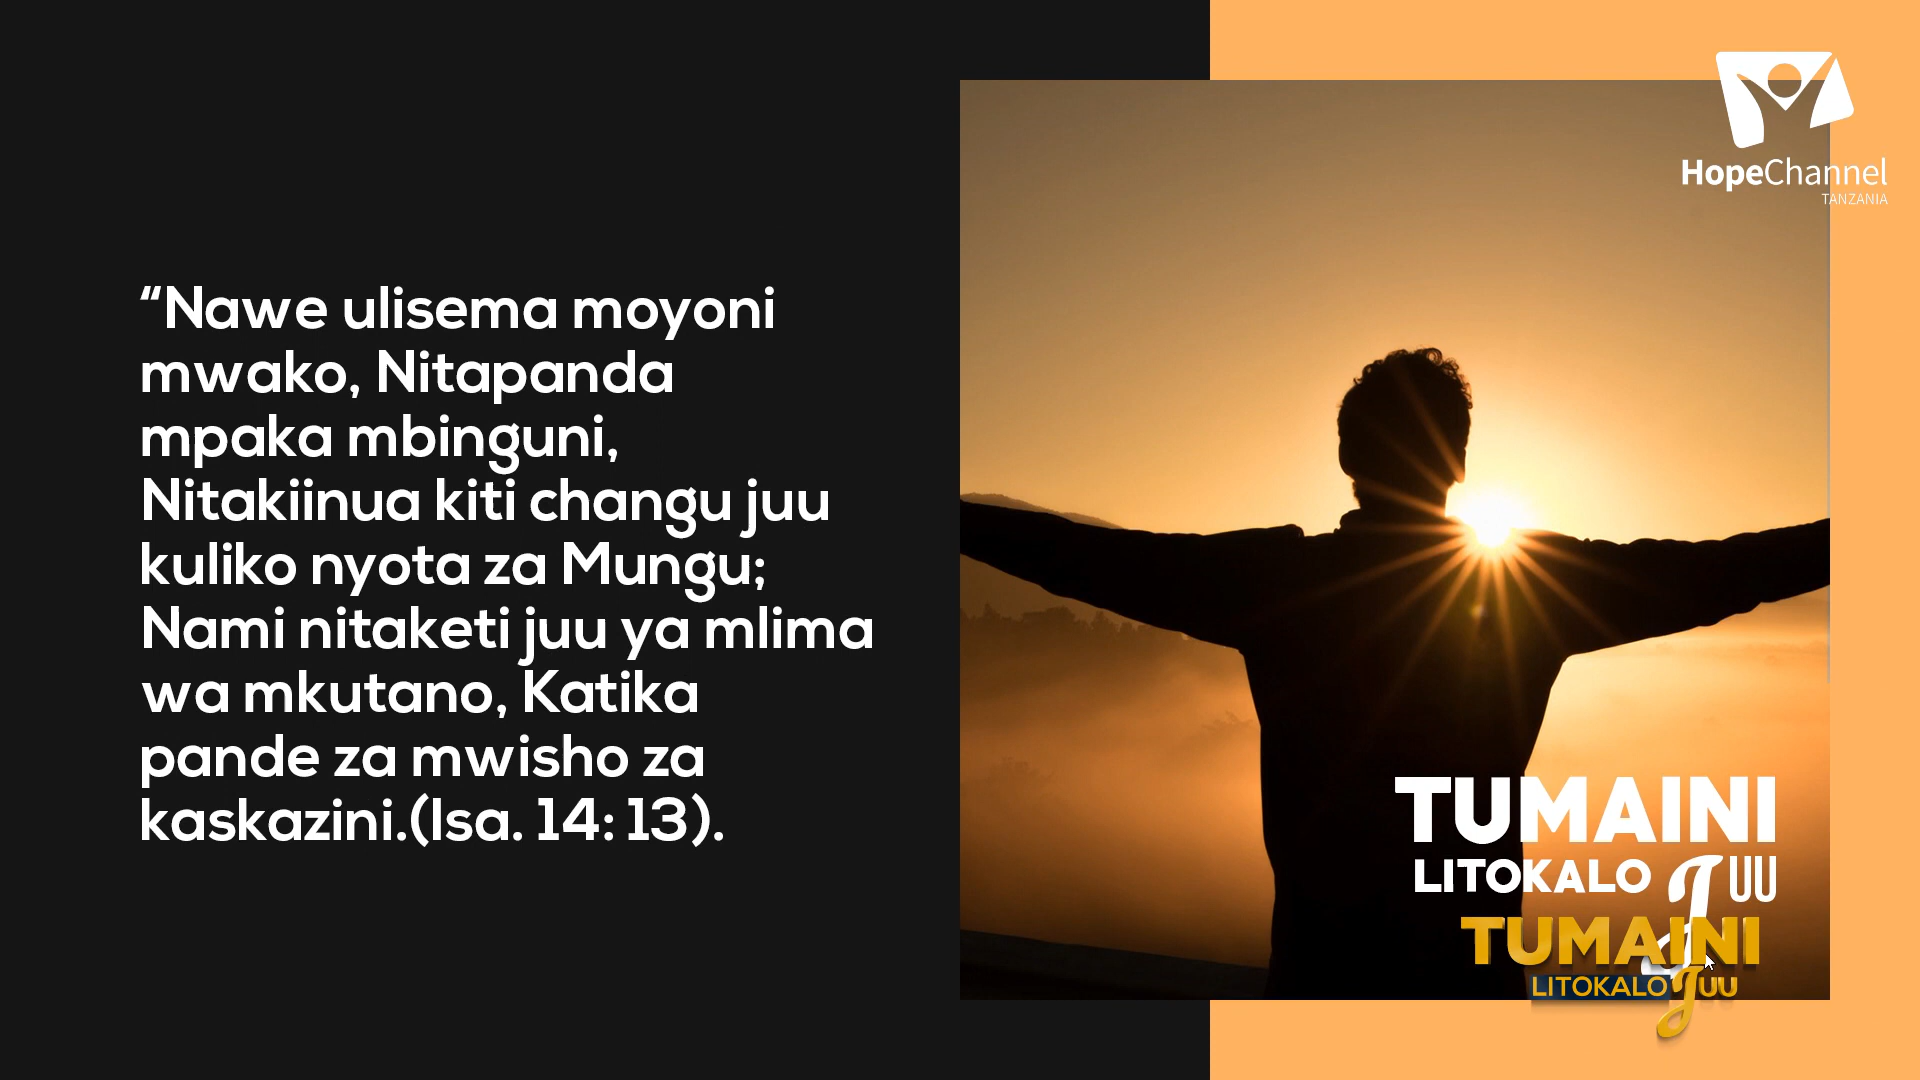 “Nawe ulisema moyoni
mwako, Nitapanda
mpaka mbinguni,
Nitakiinua kiti changu juu
kuliko nyota za Mungu;
Nami nitaketi juu ya mlima
wa mkutano, Katika
pande za mwisho za
kaskazini.(Isa. 14: 13).
HopeChannel
TANZANIA
TUMAINI
LITOKALO JUU
TUMAINI
LITOKALO JUU